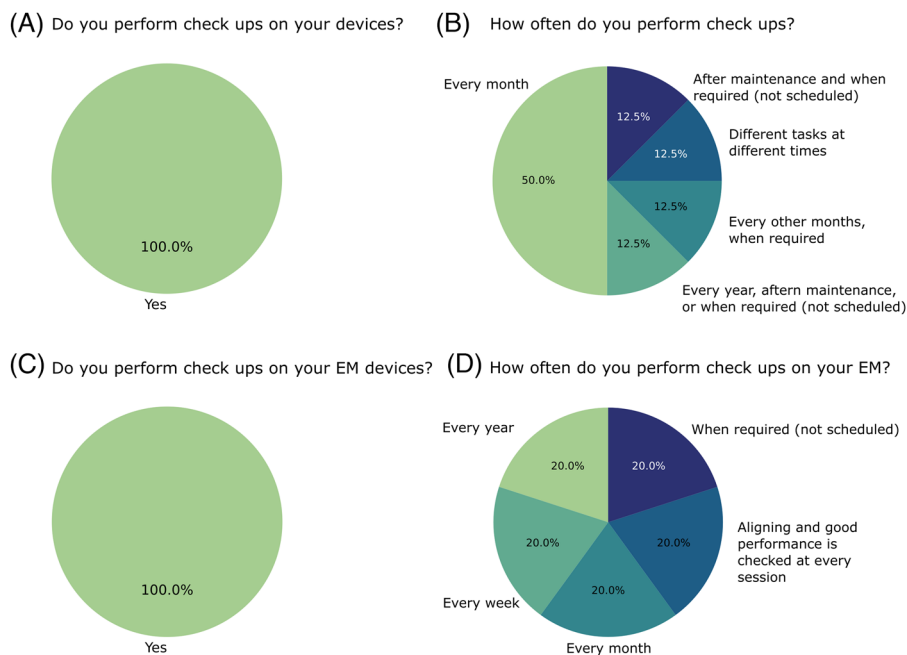 (A) Do you perform check ups on your devices?
100.0%
Yes
(B) How often do you perform check ups?
Every month
50.0%
After maintenance and when
required (not scheduled)
12.5%
Different tasks at
different times
12.5%
Every other months,
when required
12.5%
Every year, aftern maintenance,
or when required (not scheduled)
12.5%
(C) Do you perform check ups on your EM devices?
100.0%
Yes
(D) How often do you perform check ups on your EM?
Every year
20.0%
When required (not scheduled)
20.0%
Aligning and good
performance is
checked at every
session
20.0%
Every week
20.0%
Every month
20.0%